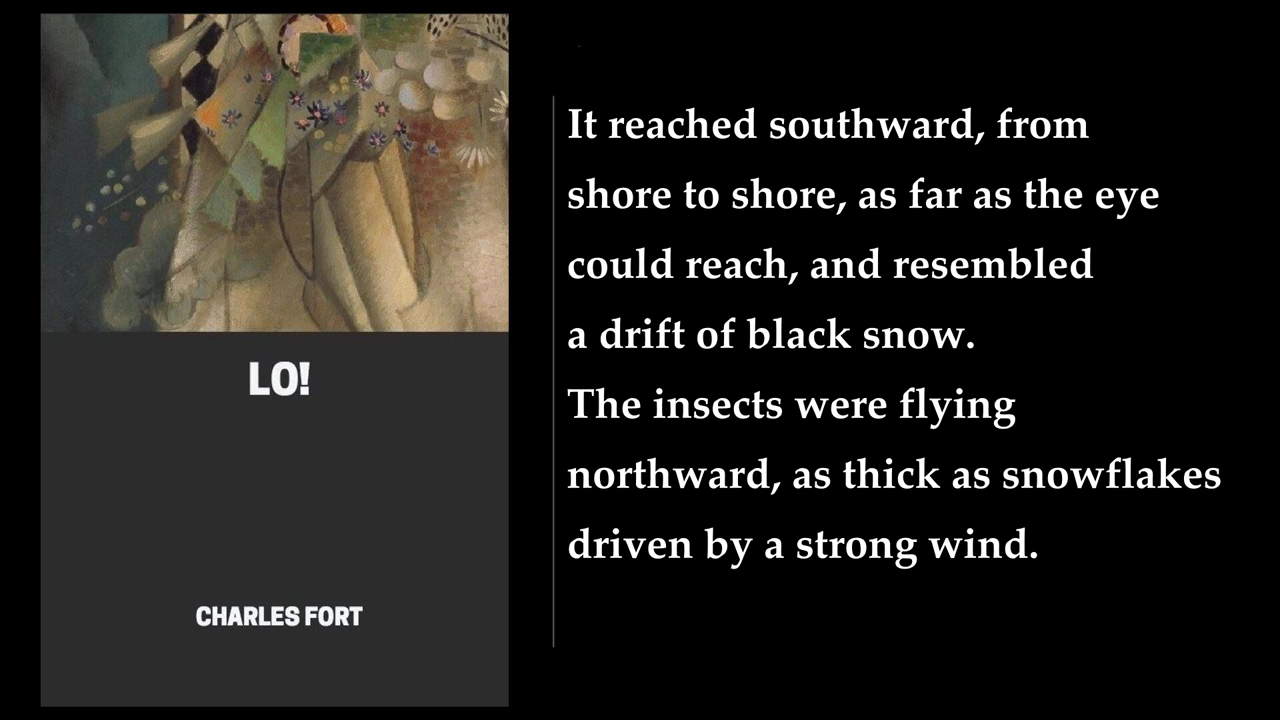 LO!
CHARLES FORT
It reached southward, from
shore to shore, as far as the eye
could reach, and resembled
a drift of black snow.
The insects were flying
northward, as thick as snowflakes
driven by a strong wind.